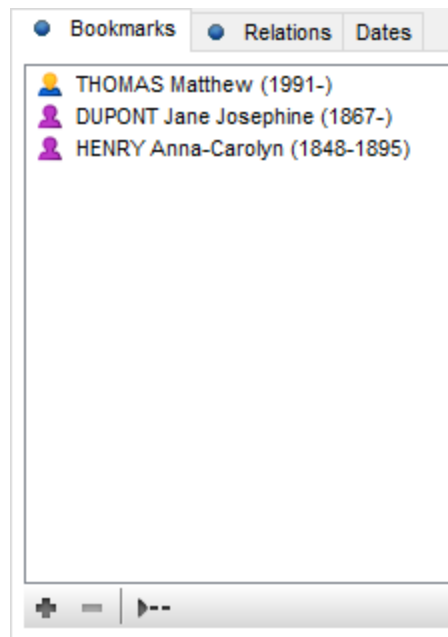 Bookmarks Relations Dates
THOMAS Matthew (1991-)
DUPONT Jane Josephine (1867-)
HENRY Anna-Carolyn (1848-1895)